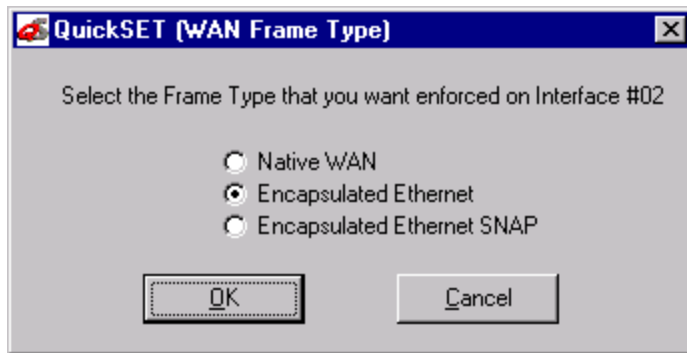 QuickSET (WAN Frame Type)
Select the Frame Type that you want enforced on Interface #02
Native WAN
Encapsulated Ethernet
Encapsulated Ethernet SNAP
OK Cancel